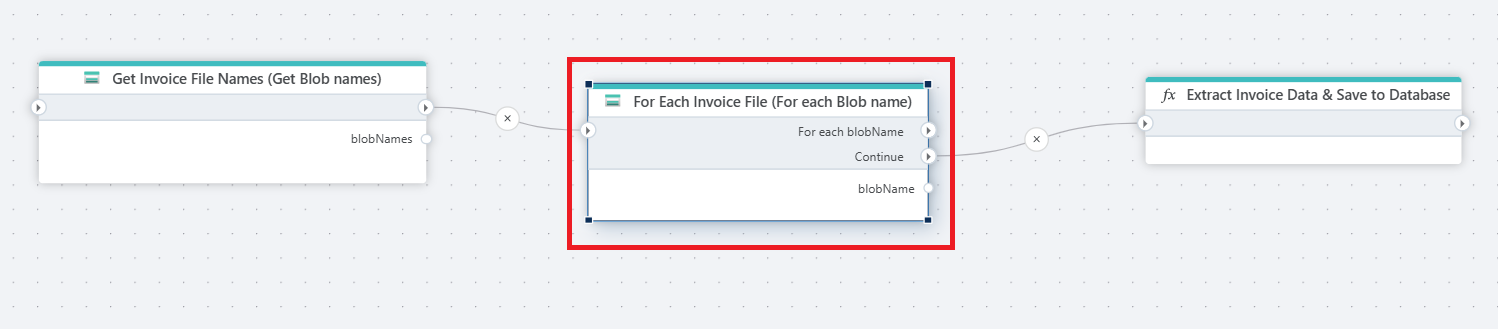 Get Invoice File Names (Get Blob names)
blobNames
For Each Invoice File (For each Blob name)
For each blobName
Continue
blobName
fx Extract Invoice Data & Save to Database